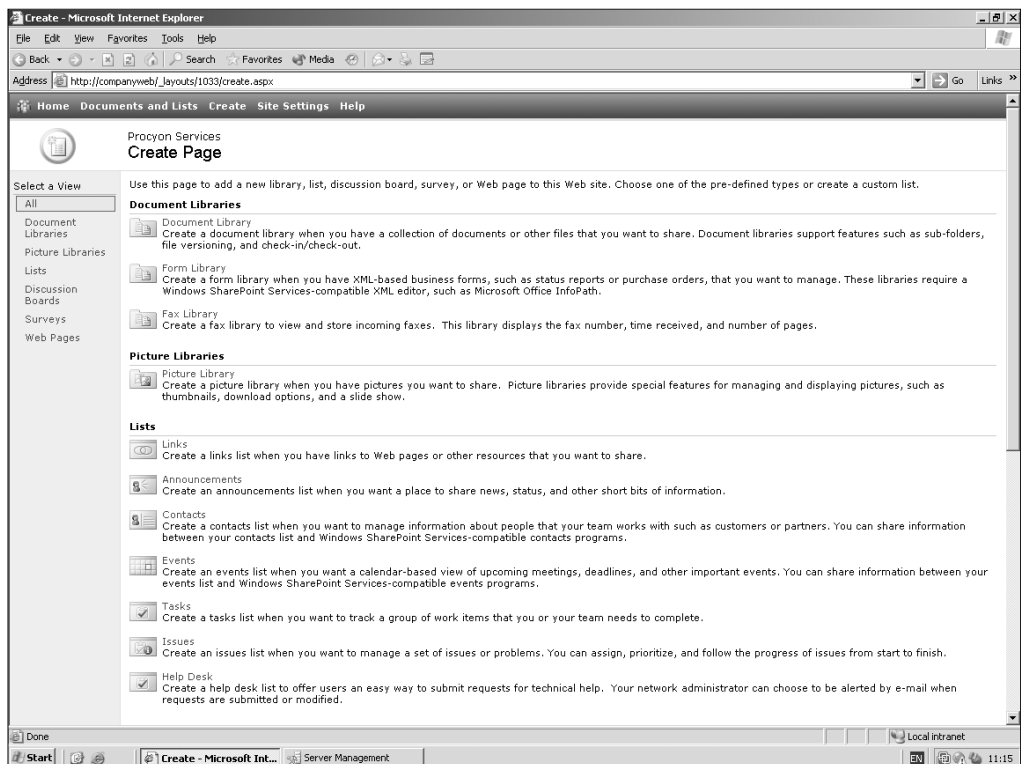 Create - Microsoft Internet Explorer
File Edit View Favorites Tools Help
Back Search Favorites Media
Address http://companyweb/_layouts/1033/create.aspx Go Links »
Home Documents and Lists Create Site Settings Help
Procyon Services
Create Page
Select a View
All
Document
Libraries
Picture Libraries
Lists
Discussion
Boards
Surveys
Web Pages
Use this page to add a new library, list, discussion board, survey, or Web page to this Web site. Choose one of the pre-defined types or create a custom list.
Document Libraries
Document Library
Create a document library when you have a collection of documents or other files that you want to share. Document libraries support features such as sub-folders,
file versioning, and check-in/check-out.
Form Library
Create a form library when you have XML-based business forms, such as status reports or purchase orders, that you want to manage. These libraries require a
Windows SharePoint Services-compatible XML editor, such as Microsoft Office InfoPath.
Fax Library
Create a fax library to view and store incoming faxes. This library displays the fax number, time received, and number of pages.
Picture Libraries
Picture Library
Create a picture library when you have pictures you want to share. Picture libraries provide special features for managing and displaying pictures, such as
thumbnails, download options, and a slide show.
Lists
Links
Create a links list when you have links to Web pages or other resources that you want to share.
Announcements
Create an announcements list when you want a place to share news, status, and other short bits of information.
Contacts
Create a contacts list when you want to manage information about people that your team works with such as customers or partners. You can share information
between your contacts list and Windows SharePoint Services-compatible contacts programs.
Events
Create an events list when you want a calendar-based view of upcoming meetings, deadlines, and other important events. You can share information between your
events list and Windows SharePoint Services-compatible events programs.
Tasks
Create a tasks list when you want to track a group of work items that you or your team needs to complete.
Issues
Create an issues list when you want to manage a set of issues or problems. You can assign, prioritize, and follow the progress of issues from start to finish.
Help Desk
Create a help desk list to offer users an easy way to submit requests for technical help. Your network administrator can choose to be alerted by e-mail when
requests are submitted or modified.
Done Local intranet
Start Create - Microsoft Int... Server Management EN 11:15